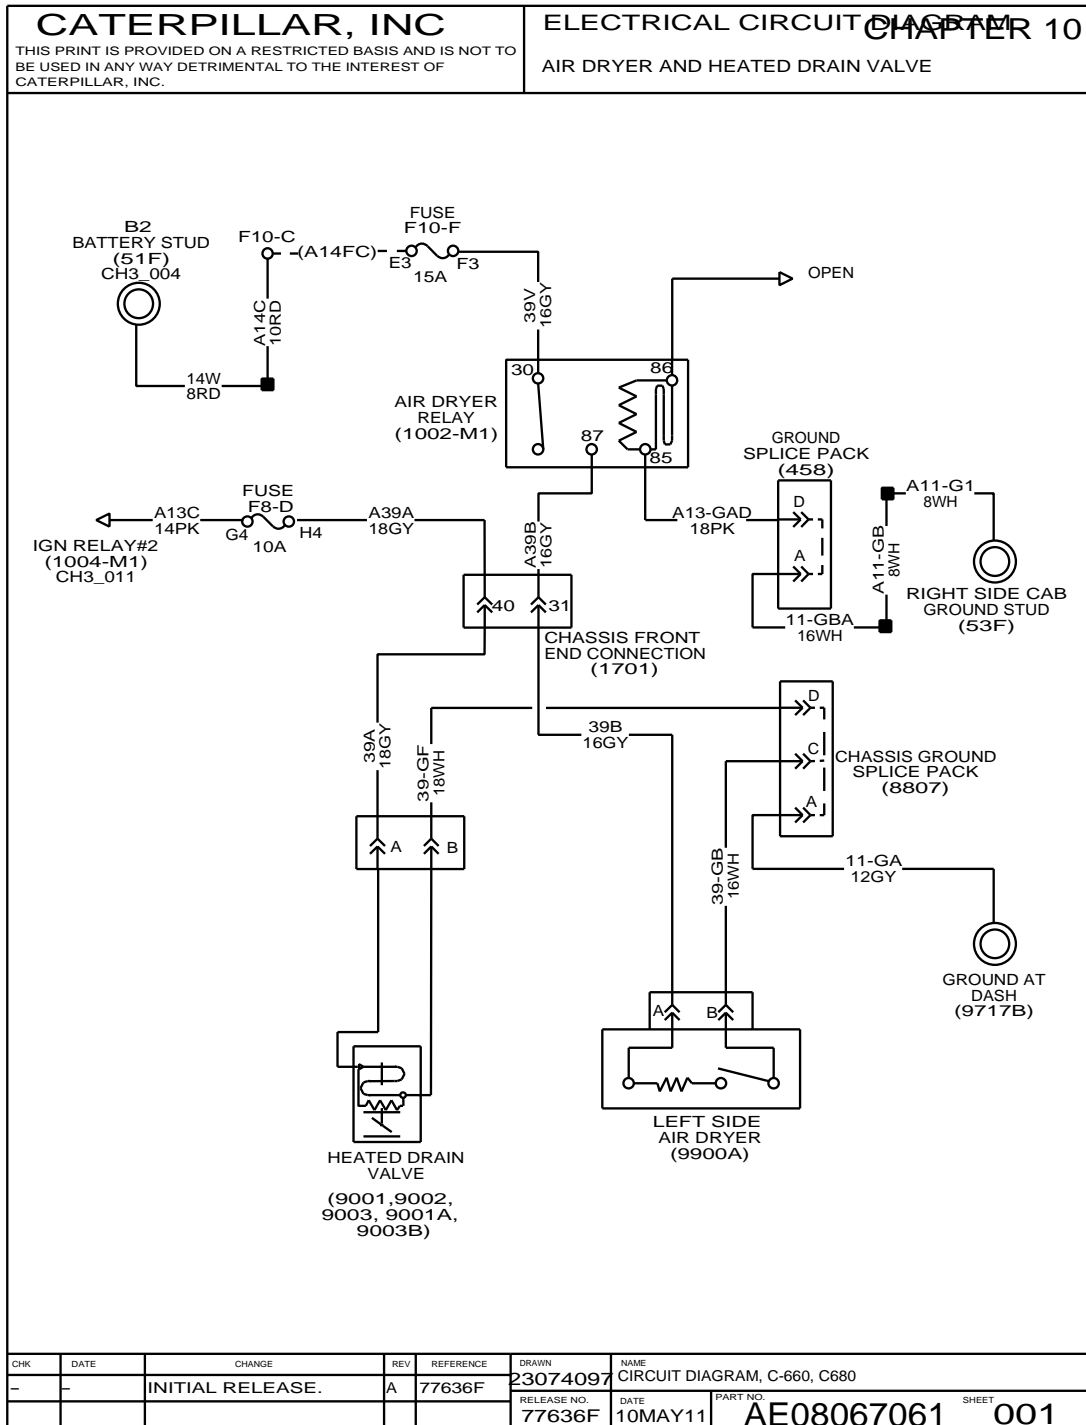 CATERPILLAR, INC
THIS PRINT IS PROVIDED ON A RESTRICTED BASIS AND IS NOT TO
BE USED IN ANY WAY DETRIMENTAL TO THE INTEREST OF
CATERPILLAR, INC.
ELECTRICAL CIRCUIT DIAGRAM
CHAPTER 10
AIR DRYER AND HEATED DRAIN VALVE
B2
BATTERY STUD
(51F)
CH3_004
F10-C
(A14FC)
FUSE
F10-F
E3
F3
15A
A14C
10RD
14W
8RD
39V
16GY
OPEN
30
86
87
85
AIR DRYER
RELAY
(1002-M1)
GROUND
SPLICE PACK
(458)
D
A
A11-G1
8WH
A11-GB
8WH
RIGHT SIDE CAB
GROUND STUD
(53F)
11-GBA
16WH
A13-GAD
18PK
FUSE
F8-D
G4
H4
10A
A13C
14PK
A39A
18GY
IGN RELAY#2
(1004-M1)
CH3_011
A39B
16GY
40
31
CHASSIS FRONT
END CONNECTION
(1701)
39A
18GY
39-GF
18WH
39B
16GY
D
C
A
CHASSIS GROUND
SPLICE PACK
(8807)
A
B
39-GB
16WH
11-GA
12GY
GROUND AT
DASH
(9717B)
A
B
LEFT SIDE
AIR DRYER
(9900A)
HEATED DRAIN
VALVE
(9001,9002,
9003, 9001A,
9003B)
CHK
DATE
CHANGE
REV
REFERENCE
DRAWN
NAME
-
-
INITIAL RELEASE.
A
77636F
23074097
CIRCUIT DIAGRAM, C-660, C680
RELEASE NO.
77636F
DATE
10MAY11
PART NO.
AE08067061
SHEET
001